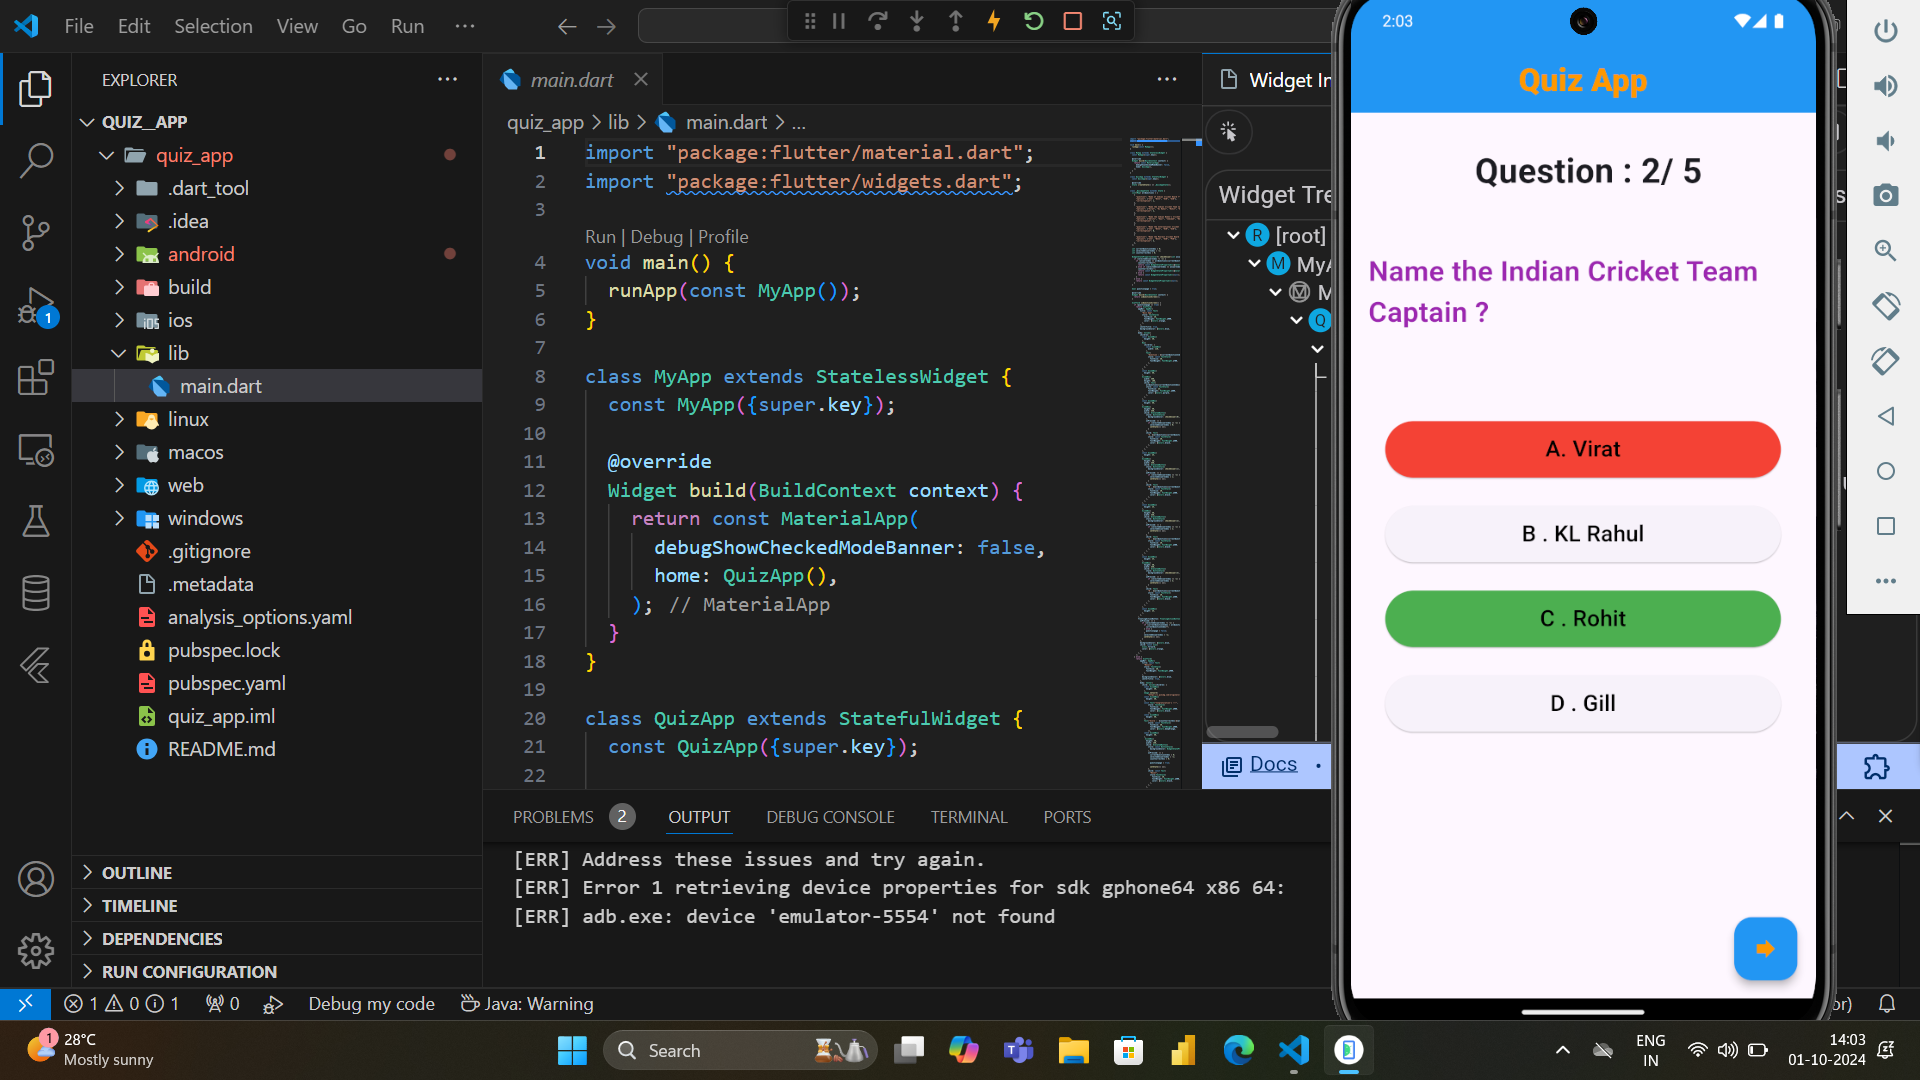 File Edit Selection View Go Run ···
EXPLORER
QUIZ__APP
quiz_app
.dart_tool
.idea
android
build
ios
lib
main.dart
linux
macos
web
windows
.gitignore
.metadata
analysis_options.yaml
pubspec.lock
pubspec.yaml
quiz_app.iml
README.md
OUTLINE
TIMELINE
DEPENDENCIES
RUN CONFIGURATION
1
main.dart
quiz_app > lib > main.dart > ...
1 import "package:flutter/material.dart";
2 import "package:flutter/widgets.dart";
3
Run | Debug | Profile
4 void main() {
5 runApp(const MyApp());
6 }
7
8 class MyApp extends StatelessWidget {
9 const MyApp({super.key});
10
11 @override
12 Widget build(BuildContext context) {
13 return const MaterialApp(
14 debugShowCheckedModeBanner: false,
15 home: QuizApp(),
16 ); // MaterialApp
17 }
18 }
19
20 class QuizApp extends StatefulWidget {
21 const QuizApp({super.key});
22
Widget In
Widget Tre
R [root]
M MyA
M M
Q
Docs
PROBLEMS 2 OUTPUT DEBUG CONSOLE TERMINAL PORTS
[ERR] Address these issues and try again.
[ERR] Error 1 retrieving device properties for sdk gphone64 x86 64:
[ERR] adb.exe: device 'emulator-5554' not found
2:03
Quiz App
Question : 2/ 5
Name the Indian Cricket Team
Captain ?
A. Virat
B . KL Rahul
C . Rohit
D . Gill
1 0 1 0 Debug my code Java: Warning
or)
1
28°C
Mostly sunny
Search
ENG
IN
14:03
01-10-2024